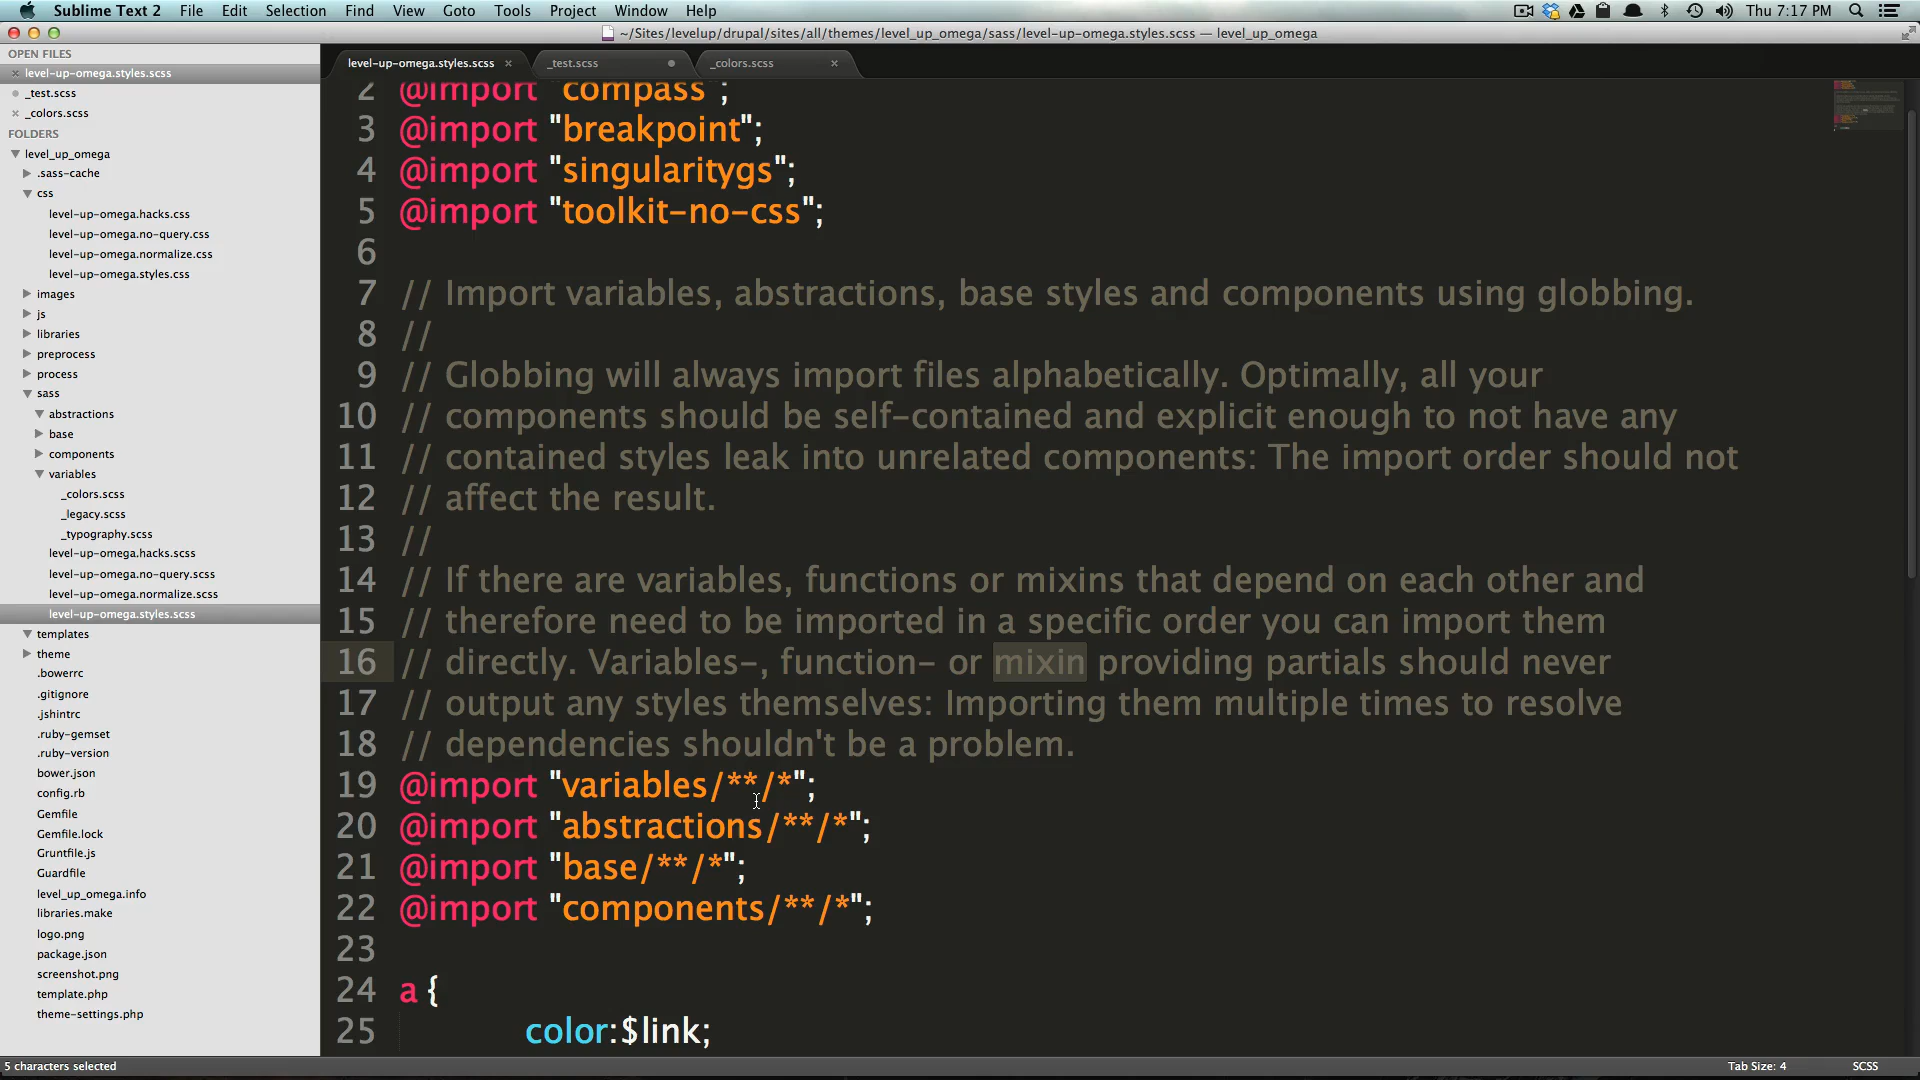 Sublime Text 2 File Edit Selection Find View Goto Tools Project Window Help Thu 7:17 PM
~/Sites/levelup/drupal/sites/all/themes/level_up_omega/sass/level-up-omega.styles.scss — level_up_omega
OPEN FILES
level-up-omega.styles.scss
_test.scss
_colors.scss
FOLDERS
level_up_omega
.sass-cache
css
level-up-omega.hacks.css
level-up-omega.no-query.css
level-up-omega.normalize.css
level-up-omega.styles.css
images
js
libraries
preprocess
process
sass
abstractions
base
components
variables
_colors.scss
_legacy.scss
_typography.scss
level-up-omega.hacks.scss
level-up-omega.no-query.scss
level-up-omega.normalize.scss
level-up-omega.styles.scss
templates
theme
.bowerrc
.gitignore
.jshintrc
.ruby-gemset
.ruby-version
bower.json
config.rb
Gemfile
Gemfile.lock
Gruntfile.js
Guardfile
level_up_omega.info
libraries.make
logo.png
package.json
screenshot.png
template.php
theme-settings.php
level-up-omega.styles.scss _test.scss _colors.scss
2 @import "compass";
3 @import "breakpoint";
4 @import "singularitygs";
5 @import "toolkit-no-css";
6
7 // Import variables, abstractions, base styles and components using globbing.
8 //
9 // Globbing will always import files alphabetically. Optimally, all your
10 // components should be self-contained and explicit enough to not have any
11 // contained styles leak into unrelated components: The import order should not
12 // affect the result.
13 //
14 // If there are variables, functions or mixins that depend on each other and
15 // therefore need to be imported in a specific order you can import them
16 // directly. Variables-, function- or mixin providing partials should never
17 // output any styles themselves: Importing them multiple times to resolve
18 // dependencies shouldn't be a problem.
19 @import "variables/**/*";
20 @import "abstractions/**/*";
21 @import "base/**/*";
22 @import "components/**/*";
23
24 a {
25 color:$link;
5 characters selected Tab Size: 4 SCSS